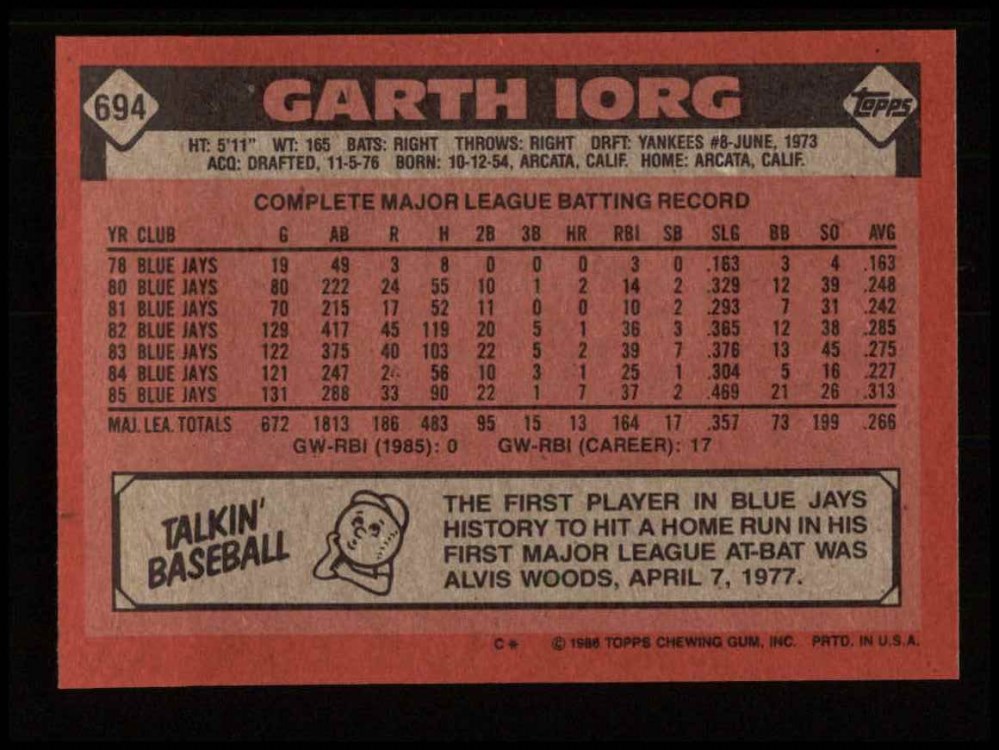 694 GARTH IORG Topps
HT: 5'11" WT: 165 BATS: RIGHT THROWS: RIGHT DRFT: YANKEES #8-JUNE, 1973
ACQ: DRAFTED, 11-5-76 BORN: 10-12-54, ARCATA, CALIF. HOME: ARCATA, CALIF.
COMPLETE MAJOR LEAGUE BATTING RECORD
YR CLUB G AB R H 2B 3B HR RBI SB SLG BB SO AVG
78 BLUE JAYS 19 49 3 8 0 0 0 3 0 .163 3 4 .163
80 BLUE JAYS 80 222 24 55 10 1 2 14 2 .329 12 39 .248
81 BLUE JAYS 70 215 17 52 11 0 0 10 2 .293 7 31 .242
82 BLUE JAYS 129 417 45 119 20 5 1 36 3 .365 12 38 .285
83 BLUE JAYS 122 375 40 103 22 5 2 39 7 .376 13 45 .275
84 BLUE JAYS 121 247 56 10 3 1 25 1 .304 5 16 .227
85 BLUE JAYS 131 288 33 90 22 1 7 37 2 .469 21 26 .313
MAJ. LEA. TOTALS 672 1813 186 483 95 15 13 164 17 .357 73 199 .266
GW-RBI (1985): 0 GW-RBI (CAREER): 17
TALKIN'
BASEBALL
THE FIRST PLAYER IN BLUE JAYS
HISTORY TO HIT A HOME RUN IN HIS
FIRST MAJOR LEAGUE AT-BAT WAS
ALVIS WOODS, APRIL 7, 1977.
C* © 1986 TOPPS CHEWING GUM, INC. PRTD. IN U.S.A.